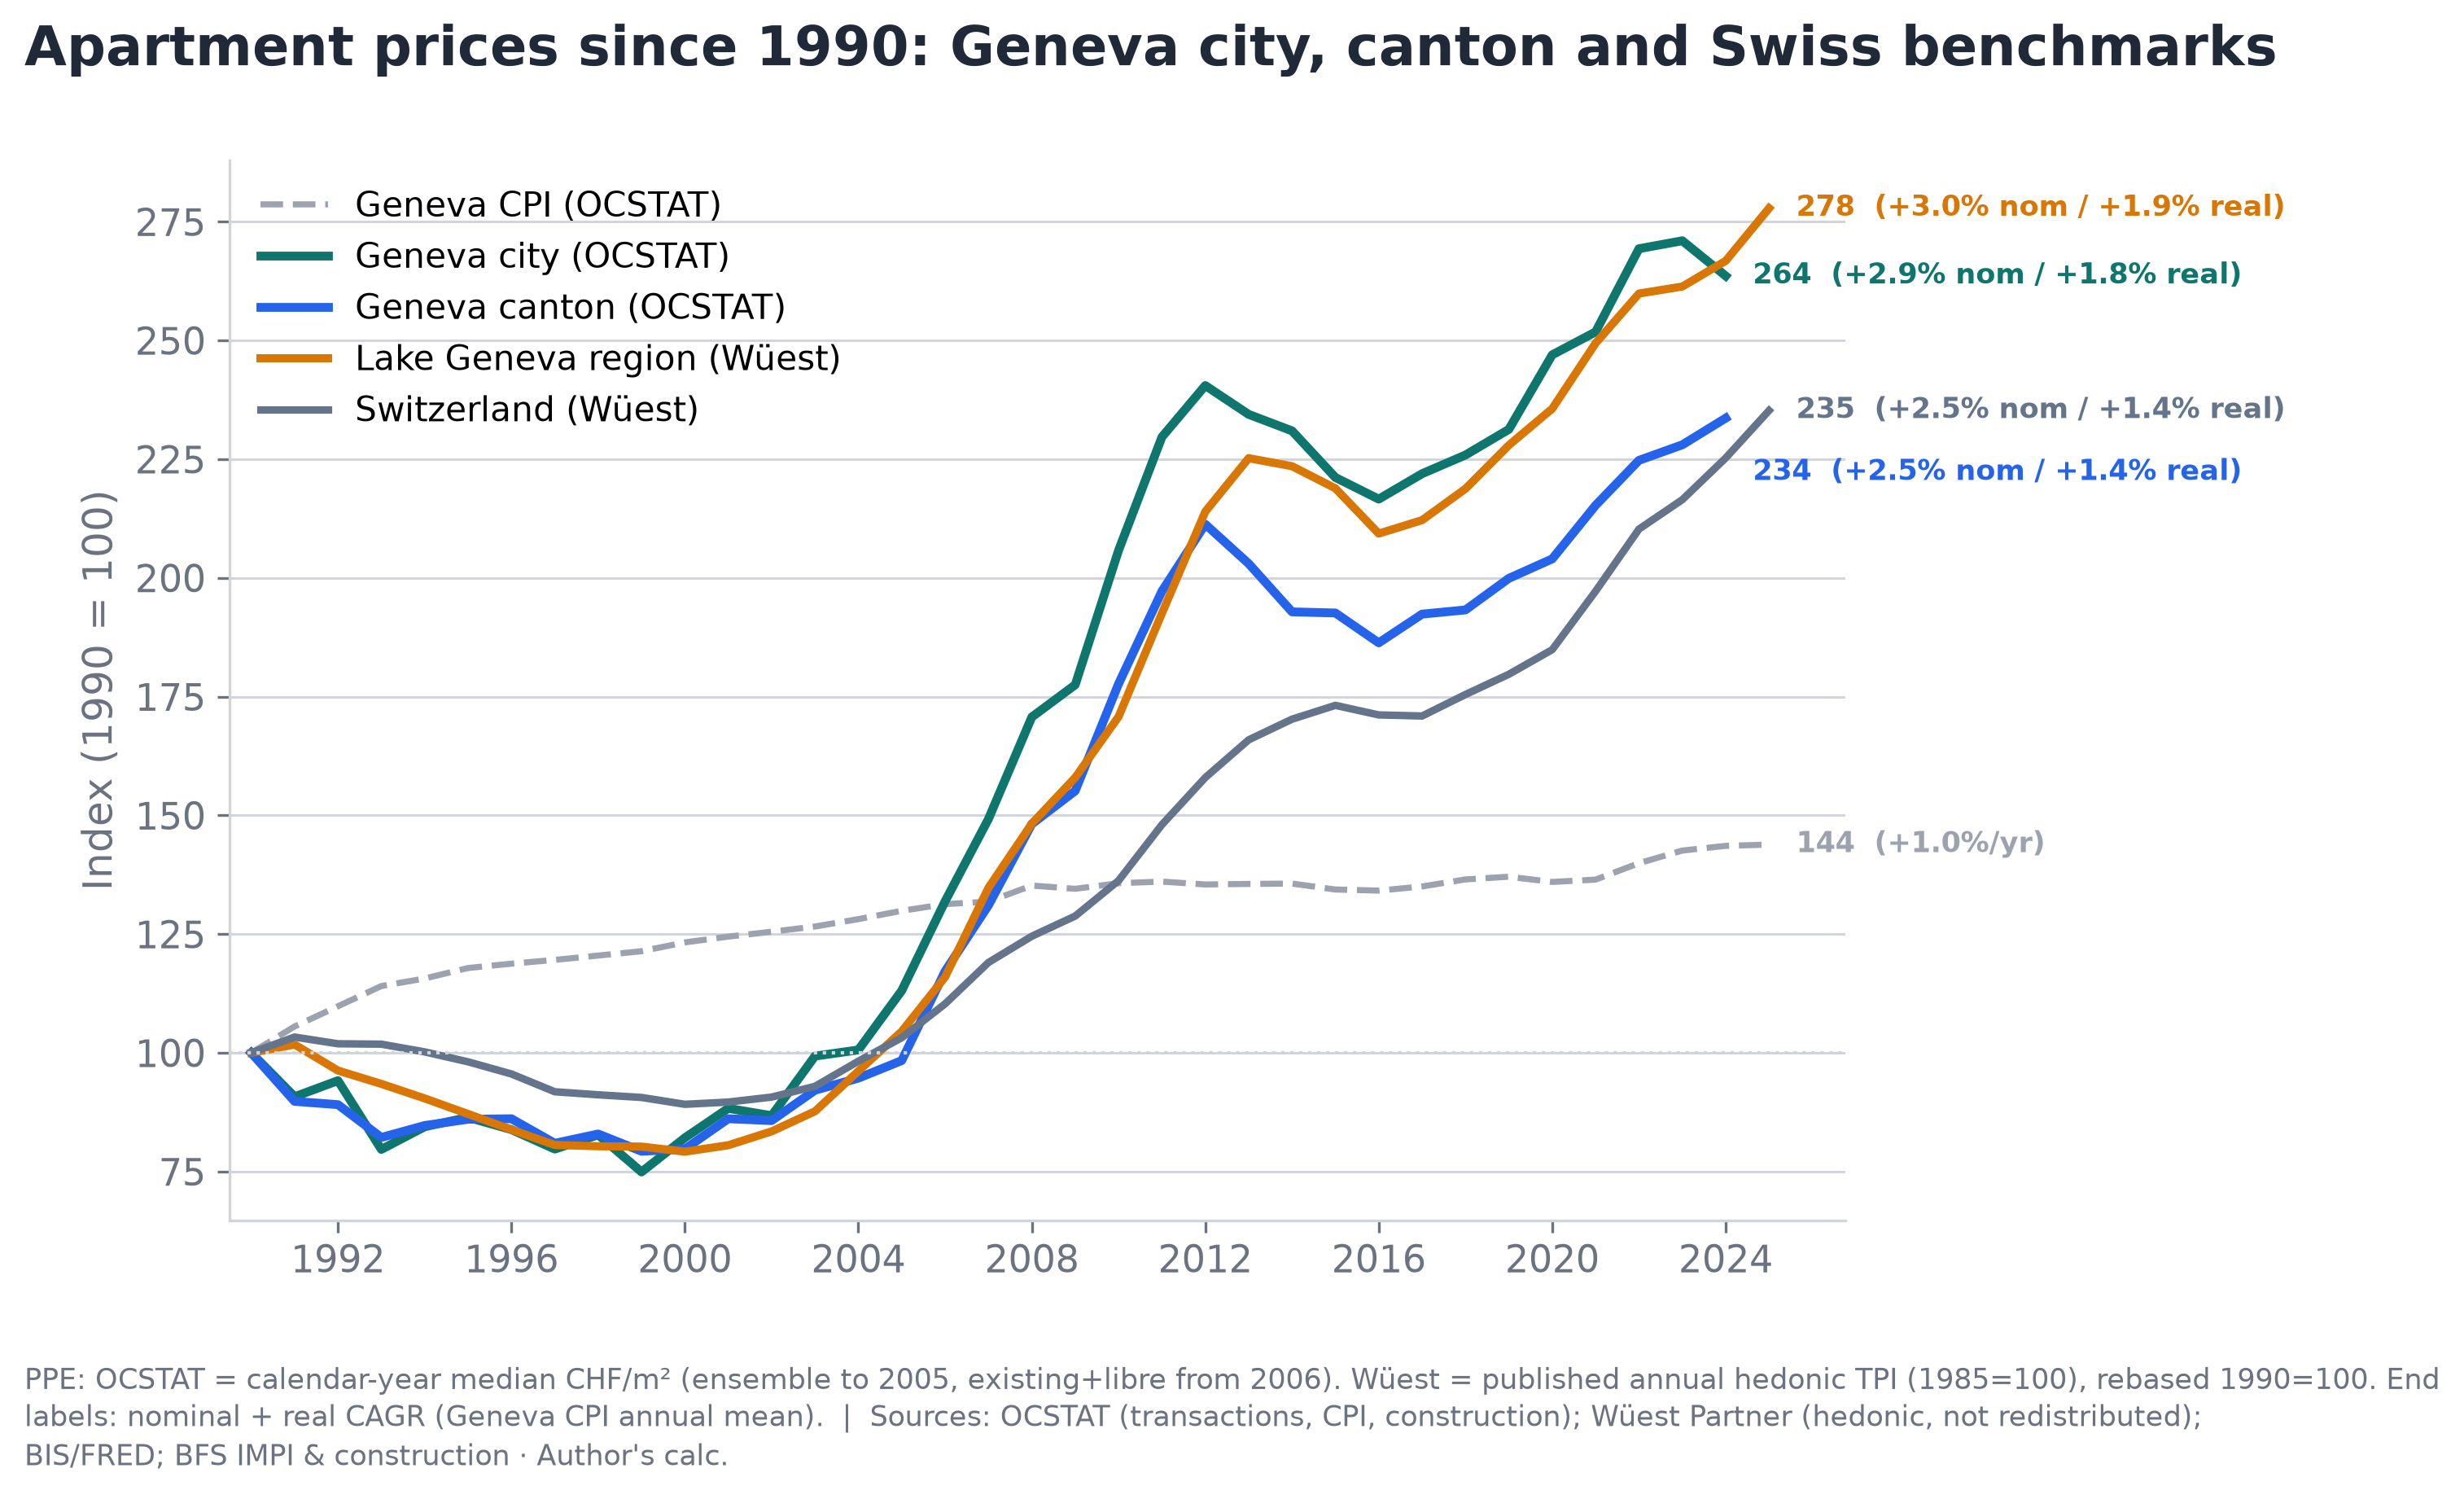 Apartment prices since 1990: Geneva city, canton and Swiss benchmarks
Geneva CPI (OCSTAT)
Geneva city (OCSTAT)
Geneva canton (OCSTAT)
Lake Geneva region (Wüest)
Switzerland (Wüest)
278 (+3.0% nom / +1.9% real)
264 (+2.9% nom / +1.8% real)
235 (+2.5% nom / +1.4% real)
234 (+2.5% nom / +1.4% real)
144 (+1.0%/yr)
Index (1990 = 100)
275
250
225
200
175
150
125
100
75
1992 1996 2000 2004 2008 2012 2016 2020 2024
PPE: OCSTAT = calendar-year median CHF/m² (ensemble to 2005, existing+libre from 2006). Wüest = published annual hedonic TPI (1985=100), rebased 1990=100. End
labels: nominal + real CAGR (Geneva CPI annual mean). | Sources: OCSTAT (transactions, CPI, construction); Wüest Partner (hedonic, not redistributed);
BIS/FRED; BFS IMPI & construction · Author's calc.